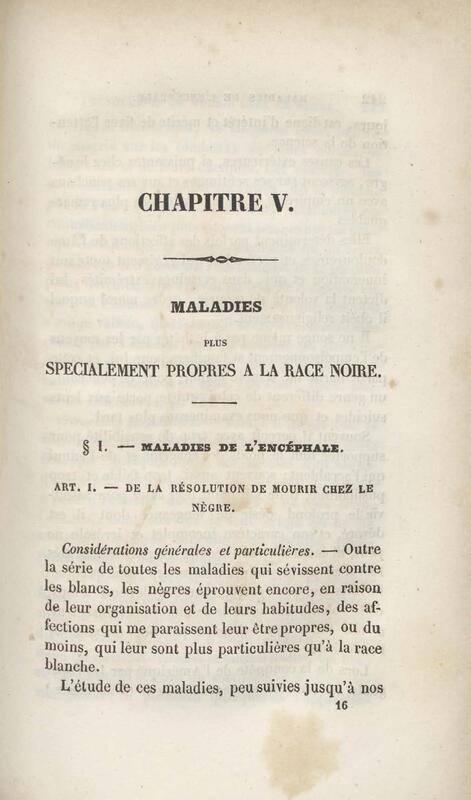 CHAPITRE V.
MALADIES
PLUS
SPECIALEMENT PROPRES A LA RACE NOIRE.
§ I. — MALADIES DE L'ENCÉPHALE.
ART. I. — DE LA RÉSOLUTION DE MOURIR CHEZ LE
NÈGRE.
Considérations générales et particulières. — Outre
la série de toutes les maladies qui sévissent contre
les blancs, les nègres éprouvent encore, en raison
de leur organisation et de leurs habitudes, des af-
fections qui me paraissent leur être propres, ou du
moins, qui leur sont plus particulières qu'à la race
blanche.
L'étude de ces maladies, peu suivies jusqu'à nos
16